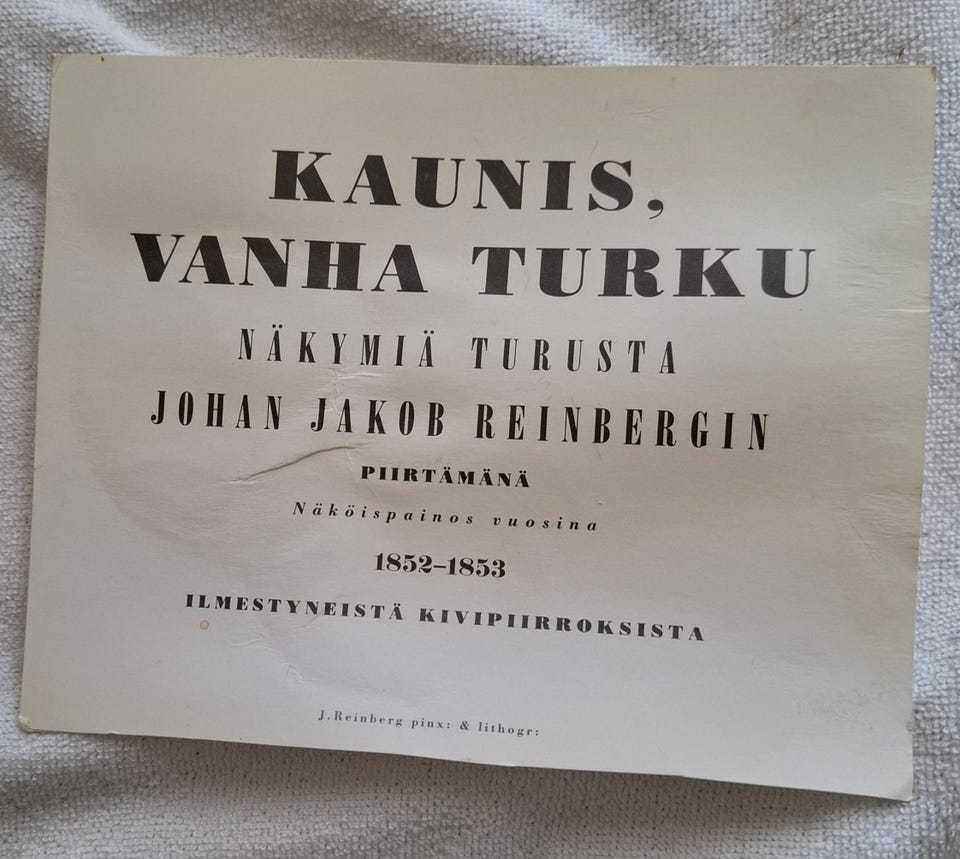 KAUNIS,
VANHA TURKU
NÄKYMIÄ TURUSTA
JOHAN JAKOB REINBERGIN
PIIRTÄMÄNÄ
Näköispainos vuosina
1852–1853
ILMESTYNEISTÄ KIVIPIIRROKSISTA
J.Reinberg pinx: & lithogr: